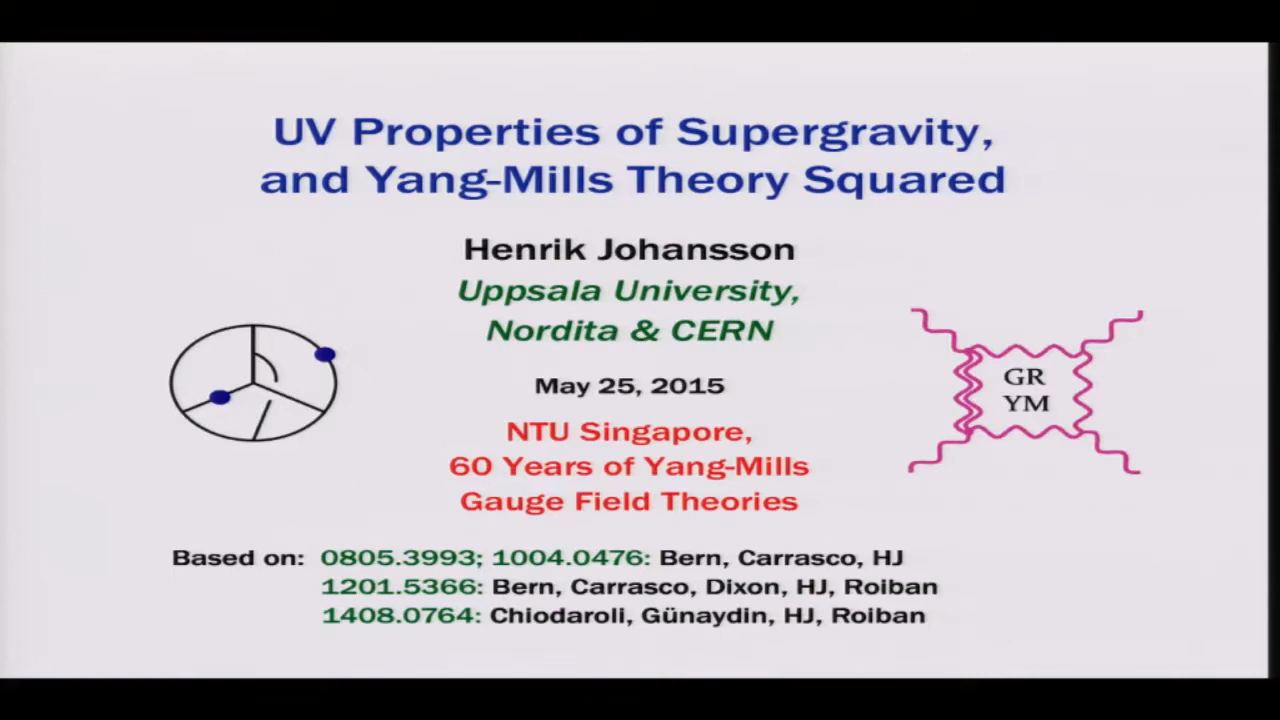 UV Properties of Supergravity,
and Yang-Mills Theory Squared
Henrik Johansson
Uppsala University,
Nordita & CERN
May 25, 2015
NTU Singapore,
60 Years of Yang-Mills
Gauge Field Theories
GR
YM
Based on: 0805.3993; 1004.0476: Bern, Carrasco, HJ
1201.5366: Bern, Carrasco, Dixon, HJ, Roiban
1408.0764: Chiodaroli, Günaydin, HJ, Roiban